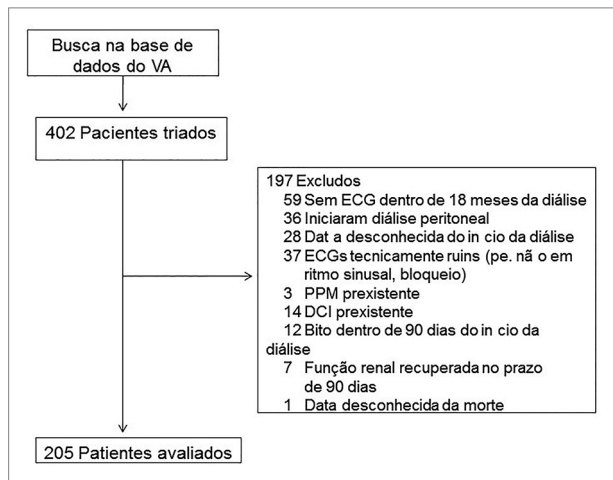 Busca na base de
dados do VA
402 Pacientes triados
197 Excludos
59 Sem ECG dentro de 18 meses da diálise
36 Iniciaram diálise peritoneal
28 Dat a desconhecida do in cio da diálise
37 ECGs tecnicamente ruins (pe. nã o em
ritmo sinusal, bloqueio)
3 PPM prexistente
14 DCI prexistente
12 Bito dentro de 90 dias do in cio da
diálise
7 Função renal recuperada no prazo
de 90 dias
1 Data desconhecida da morte
205 Patientes avaliados